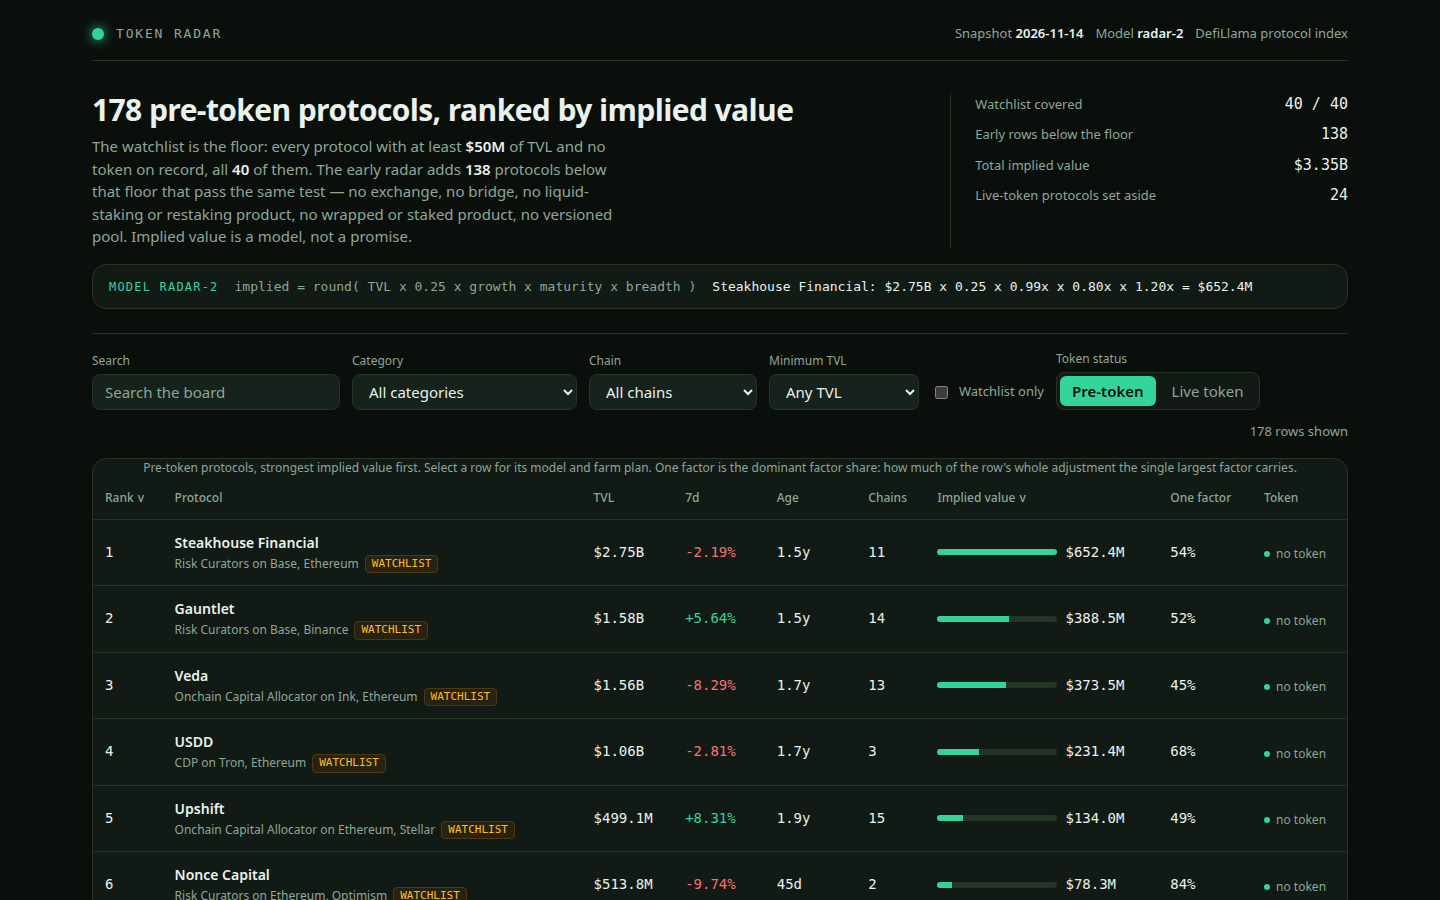 TOKEN RADAR
Snapshot 2026-11-14 Model radar-2 DefiLlama protocol index
178 pre-token protocols, ranked by implied value
The watchlist is the floor: every protocol with at least $50M of TVL and no
token on record, all 40 of them. The early radar adds 138 protocols below
that floor that pass the same test — no exchange, no bridge, no liquid-
staking or restaking product, no wrapped or staked product, no versioned
pool. Implied value is a model, not a promise.
Watchlist covered 40 / 40
Early rows below the floor 138
Total implied value $3.35B
Live-token protocols set aside 24
MODEL RADAR-2 implied = round( TVL x 0.25 x growth x maturity x breadth ) Steakhouse Financial: $2.75B x 0.25 x 0.99x x 0.80x x 1.20x = $652.4M
Search Category Chain Minimum TVL Token status
Search the board All categories All chains Any TVL Watchlist only Pre-token Live token
178 rows shown
Pre-token protocols, strongest implied value first. Select a row for its model and farm plan. One factor is the dominant factor share: how much of the row's whole adjustment the single largest factor carries.
Rank v Protocol TVL 7d Age Chains Implied value v One factor Token
1 Steakhouse Financial $2.75B -2.19% 1.5y 11 $652.4M 54% no token
Risk Curators on Base, Ethereum WATCHLIST
2 Gauntlet $1.58B +5.64% 1.5y 14 $388.5M 52% no token
Risk Curators on Base, Binance WATCHLIST
3 Veda $1.56B -8.29% 1.7y 13 $373.5M 45% no token
Onchain Capital Allocator on Ink, Ethereum WATCHLIST
4 USDD $1.06B -2.81% 1.7y 3 $231.4M 68% no token
CDP on Tron, Ethereum WATCHLIST
5 Upshift $499.1M +8.31% 1.9y 15 $134.0M 49% no token
Onchain Capital Allocator on Ethereum, Stellar WATCHLIST
6 Nonce Capital $513.8M -9.74% 45d 2 $78.3M 84% no token
Risk Curators on Ethereum, Optimism WATCHLIST